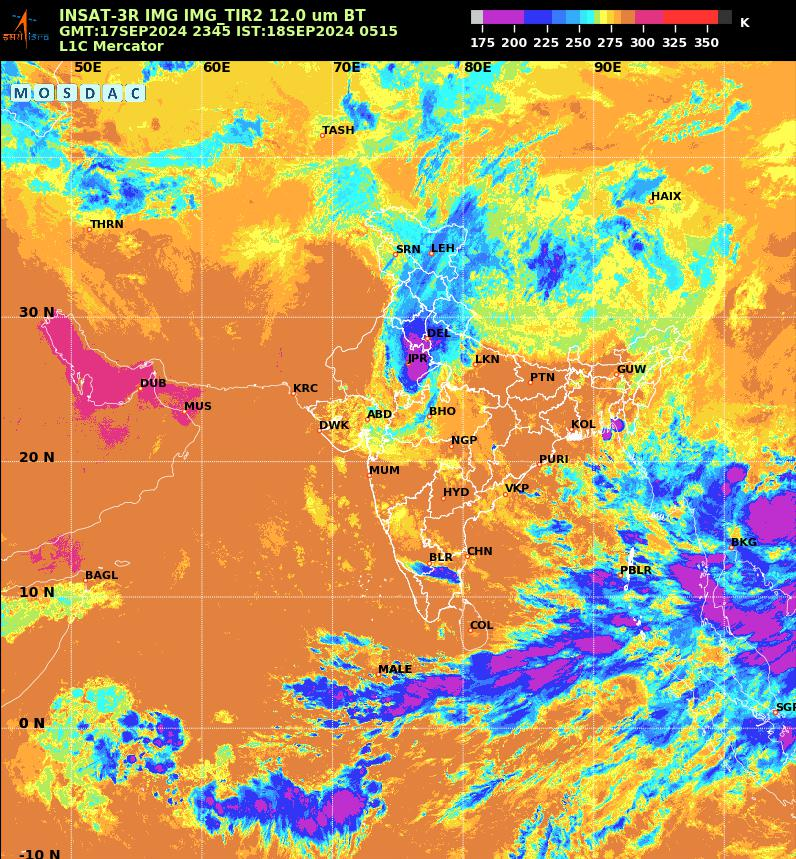 INSAT-3R IMG IMG_TIR2 12.0 um BT
GMT:17SEP2024 2345 IST:18SEP2024 0515
L1C Mercator
K
175 200 225 250 275 300 325 350
50E 60E 70E 80E 90E
MOSDAC
TASH
HAIX
THRN
SRN LEH
30 N
DEL
JPR LKN
GUW
PTN
DUB
KRC
MUS
ABD BHO
DWK KOL
NGP
20 N PURI
MUM
HYD VKP
BKG
CHN
BLR
PBLR
BAGL
10 N
COL
MALE
SGP
0 N
-10 N